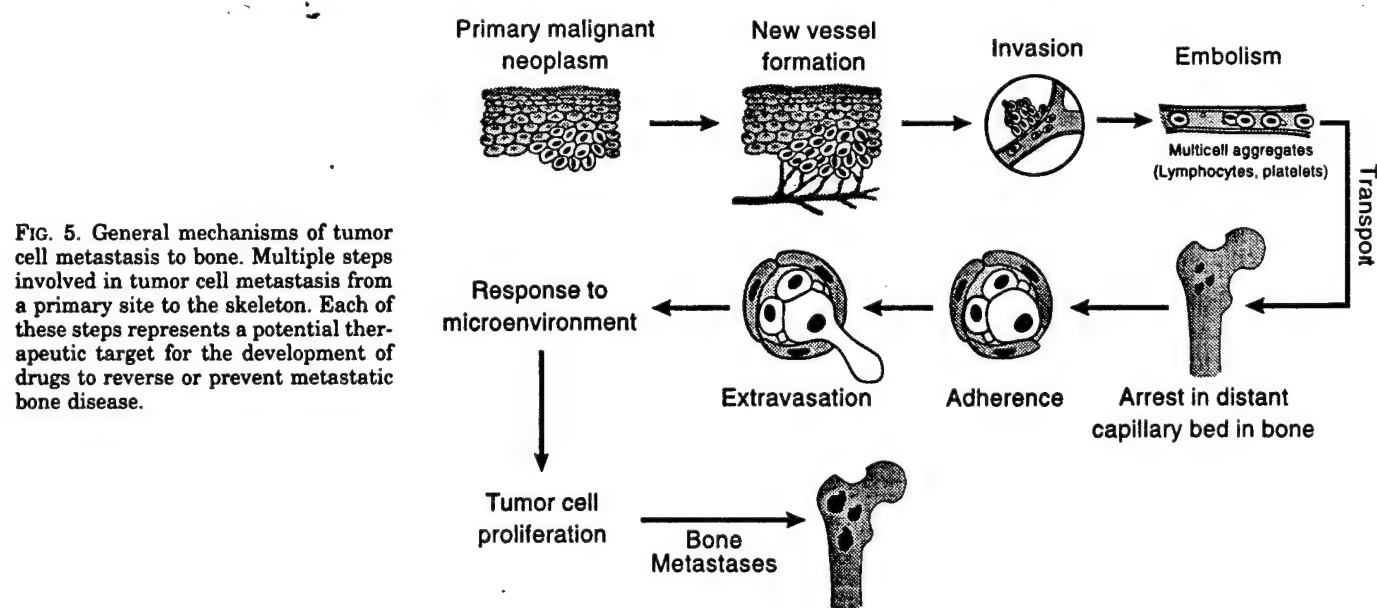 Primary malignant
neoplasm
New vessel
formation
Invasion
Embolism
Multicell aggregates
(Lymphocytes, platelets)
Transport
Arrest in distant
capillary bed in bone
Adherence
Extravasation
Response to
microenvironment
Tumor cell
proliferation
Bone
Metastases
FIG. 5. General mechanisms of tumor
cell metastasis to bone. Multiple steps
involved in tumor cell metastasis from
a primary site to the skeleton. Each of
these steps represents a potential ther-
apeutic target for the development of
drugs to reverse or prevent metastatic
bone disease.